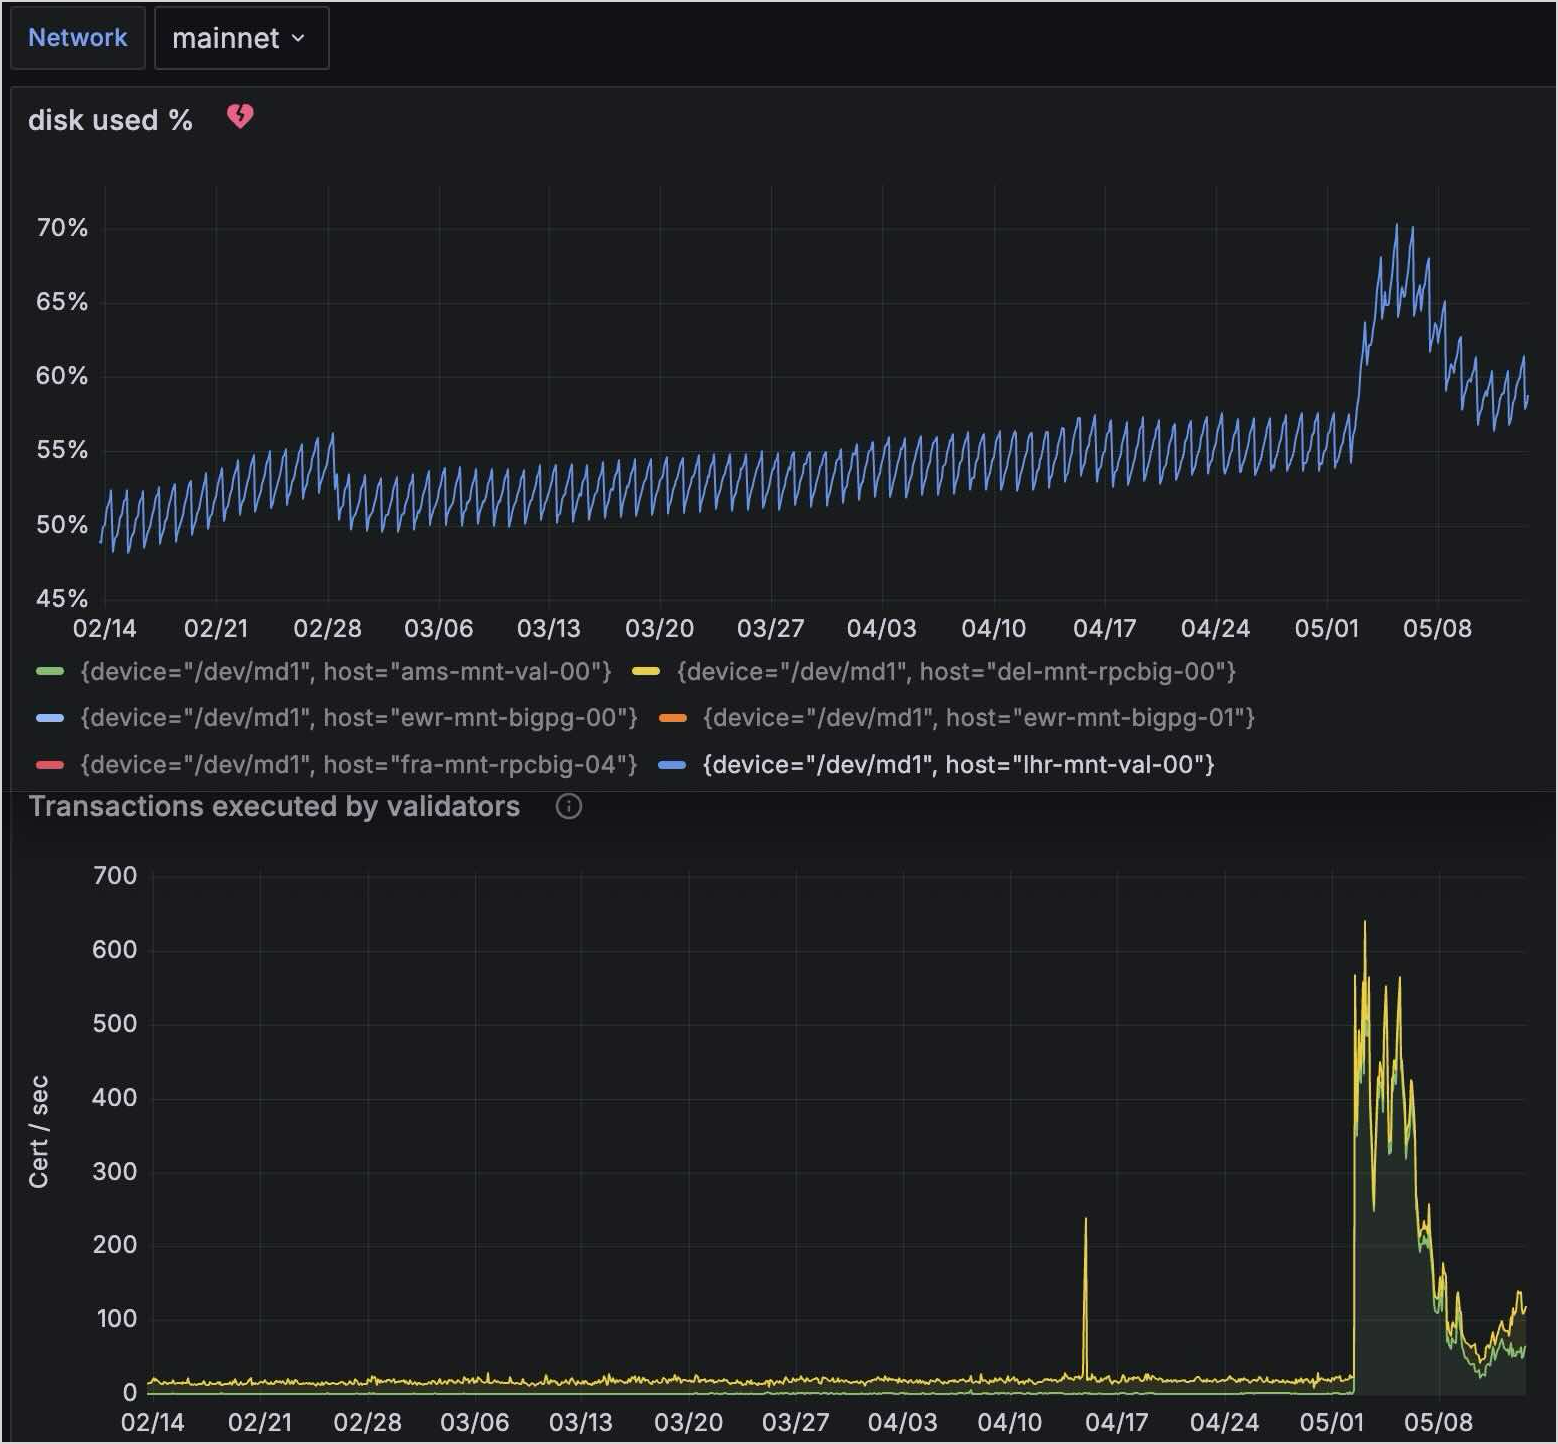 Network mainnet
disk used %
70%
65%
60%
55%
50%
45%
02/14 02/21 02/28 03/06 03/13 03/20 03/27 04/03 04/10 04/17 04/24 05/01 05/08
{device="/dev/md1", host="ams-mnt-val-00"} {device="/dev/md1", host="del-mnt-rpcbig-00"}
{device="/dev/md1", host="ewr-mnt-bigpg-00"} {device="/dev/md1", host="ewr-mnt-bigpg-01"}
{device="/dev/md1", host="fra-mnt-rpcbig-04"} {device="/dev/md1", host="lhr-mnt-val-00"}
Transactions executed by validators
700
600
500
400
300
200
100
0
Cert / sec
02/14 02/21 02/28 03/06 03/13 03/20 03/27 04/03 04/10 04/17 04/24 05/01 05/08